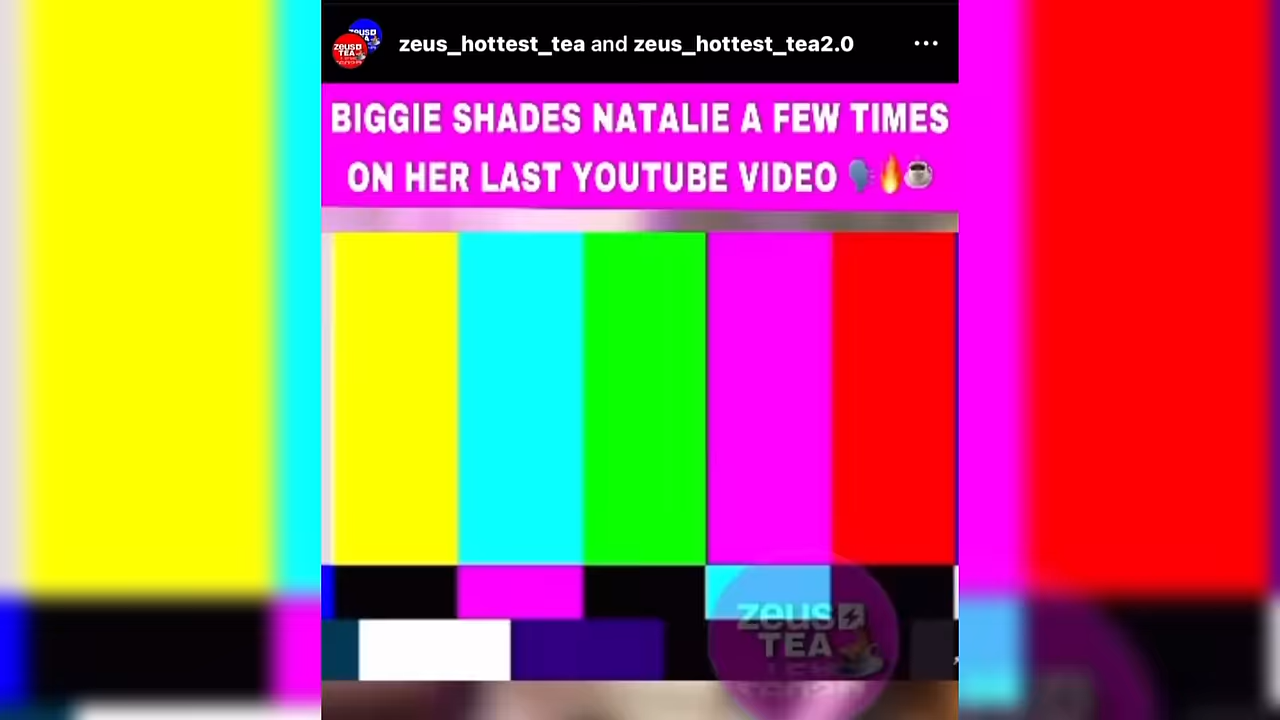 zeus_hottest_tea and zeus_hottest_tea2.0
BIGGIE SHADES NATALIE A FEW TIMES
ON HER LAST YOUTUBE VIDEO 🗣️🔥☕
zeus
TEA